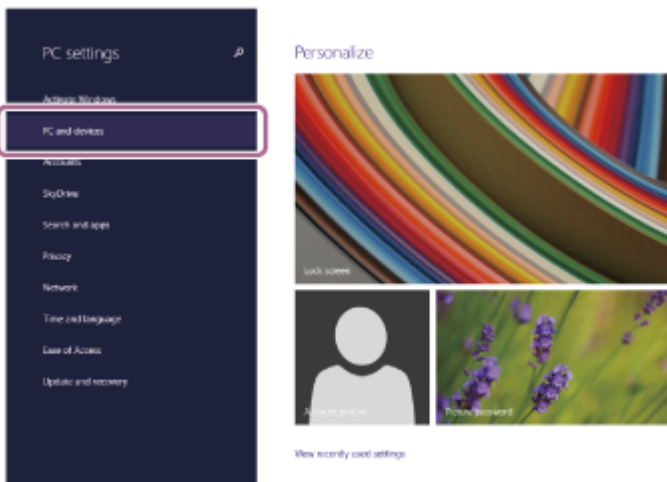 PC settings
Activate Windows
PC and devices
Accounts
SkyDrive
Search and apps
Privacy
Network
Time and language
Ease of Access
Update and recovery
Personalize
Lock screen
Account picture
Picture password
View recently used settings